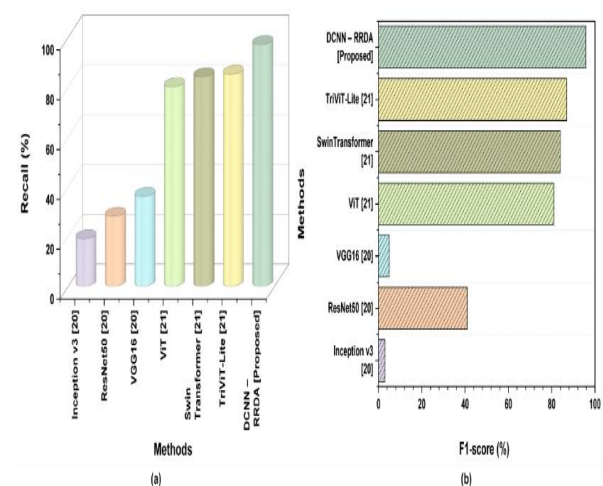 100
80
60
40
20
0
Recall (%)
Inception v3 [20]
ResNet50 [20]
VGG16 [20]
ViT [21]
Swin
Transformer [21]
TriViT-Lite [21]
DCNN –
RRDA [Proposed]
Methods
(a)
Methods
DCNN – RRDA
[Proposed]
TriViT-Lite [21]
SwinTransformer
[21]
ViT [21]
VGG16 [20]
ResNet50 [20]
Inception v3
[20]
0 20 40 60 80 100
F1-score (%)
(b)